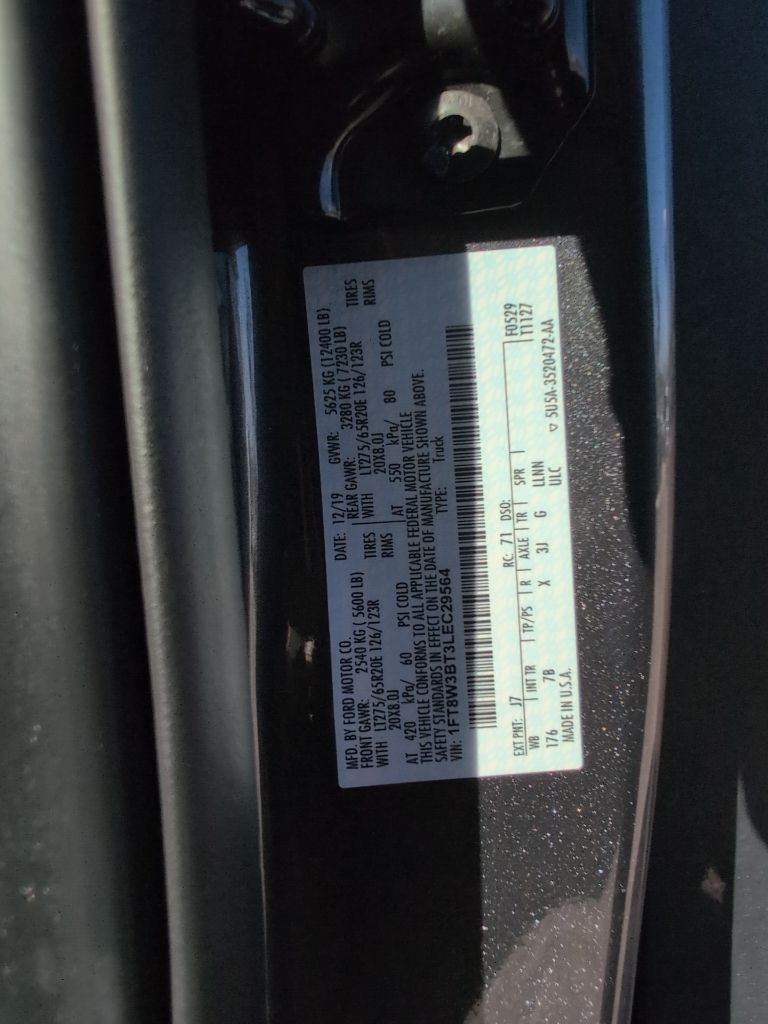 MFD. BY FORD MOTOR CO.
DATE: 12/19 GVWR: 5625 KG (12400 LB)
FRONT GAWR: 2540 KG ( 5600 LB) REAR GAWR: 3280 KG ( 7230 LB)
WITH LT275/65R20E 126/123R TIRES WITH LT275/65R20E 126/123R TIRES
20X8.0J RIMS 20X8.0J RIMS
AT 420 kPa/ 60 PSI COLD AT 550 kPa/ 80 PSI COLD
THIS VEHICLE CONFORMS TO ALL APPLICABLE FEDERAL MOTOR VEHICLE
SAFETY STANDARDS IN EFFECT ON THE DATE OF MANUFACTURE SHOWN ABOVE.
VIN: 1FT8W3BT3LEC29564 TYPE: Truck
F0529
EXT PNT: J7 RC: 71 DSO: T1127
WB | INT TR | TP/PS | R | AXLE | TR | SPR |
176 7B X 3J G LLNN
MADE IN U.S.A. ULC ▽ 5U5A-3520472-AA